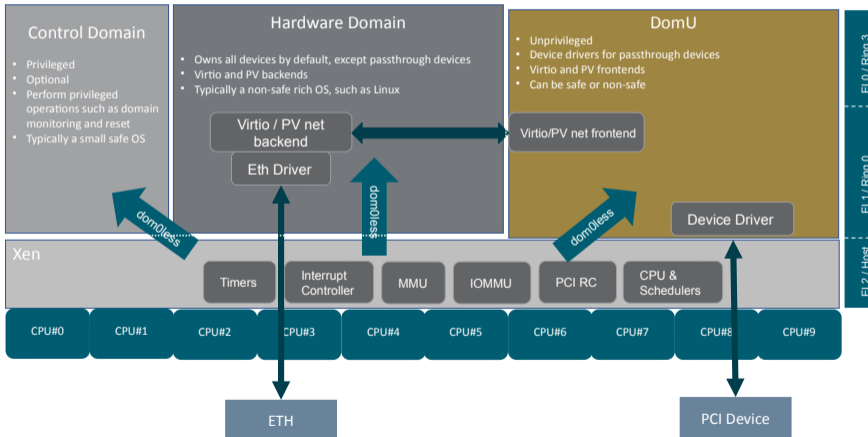 Control Domain
• Privileged
• Optional
• Perform privileged
operations such as domain
monitoring and reset
• Typically a small safe OS
Hardware Domain
• Owns all devices by default, except passthrough devices
• Virtio and PV backends
• Typically a non-safe rich OS, such as Linux
Virtio / PV net
backend
Eth Driver
DomU
• Unprivileged
• Device drivers for passthrough devices
• Virtio and PV frontends
• Can be safe or non-safe
Virtio/PV net frontend
Device Driver
dom0less
dom0less
dom0less
Xen
Timers
Interrupt
Controller
MMU
IOMMU
PCI RC
CPU &
Schedulers
CPU#0
CPU#1
CPU#2
CPU#3
CPU#4
CPU#5
CPU#6
CPU#7
CPU#8
CPU#9
ETH
PCI Device
EL0 / Ring 3
EL1 / Ring 0
EL2 / Host